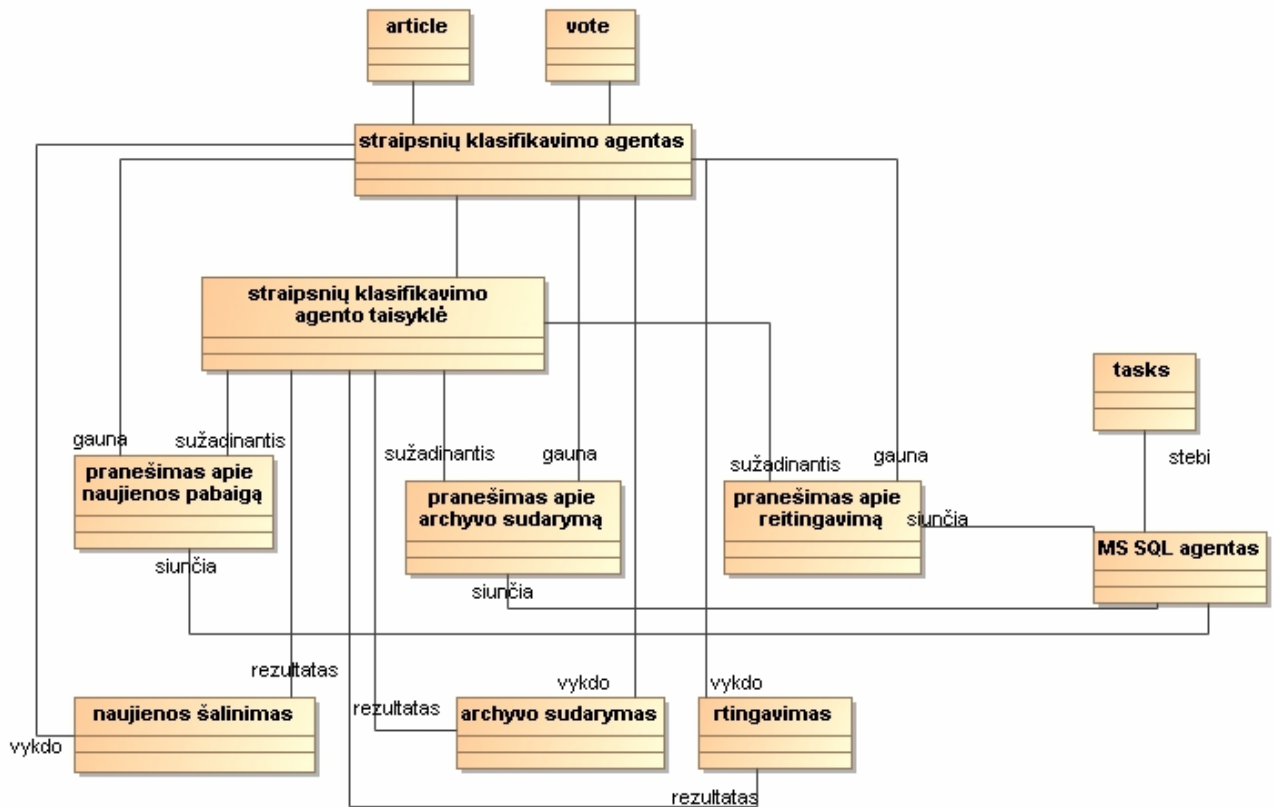 article
vote
straipsnių klasifikavimo agentas
straipsnių klasifikavimo
agento taisyklė
tasks
gauna
sužadinantis
sužadinantis
gauna
sužadinantis
gauna
stebi
pranešimas apie
naujienos pabaigą
pranešimas apie
archyvo sudarymą
pranešimas apie
reitingavimą
siunčia
MS SQL agentas
siunčia
siunčia
rezultatas
vykdo
vykdo
rezultatas
naujienos šalinimas
archyvo sudarymas
rtingavimas
vykdo
rezultatas